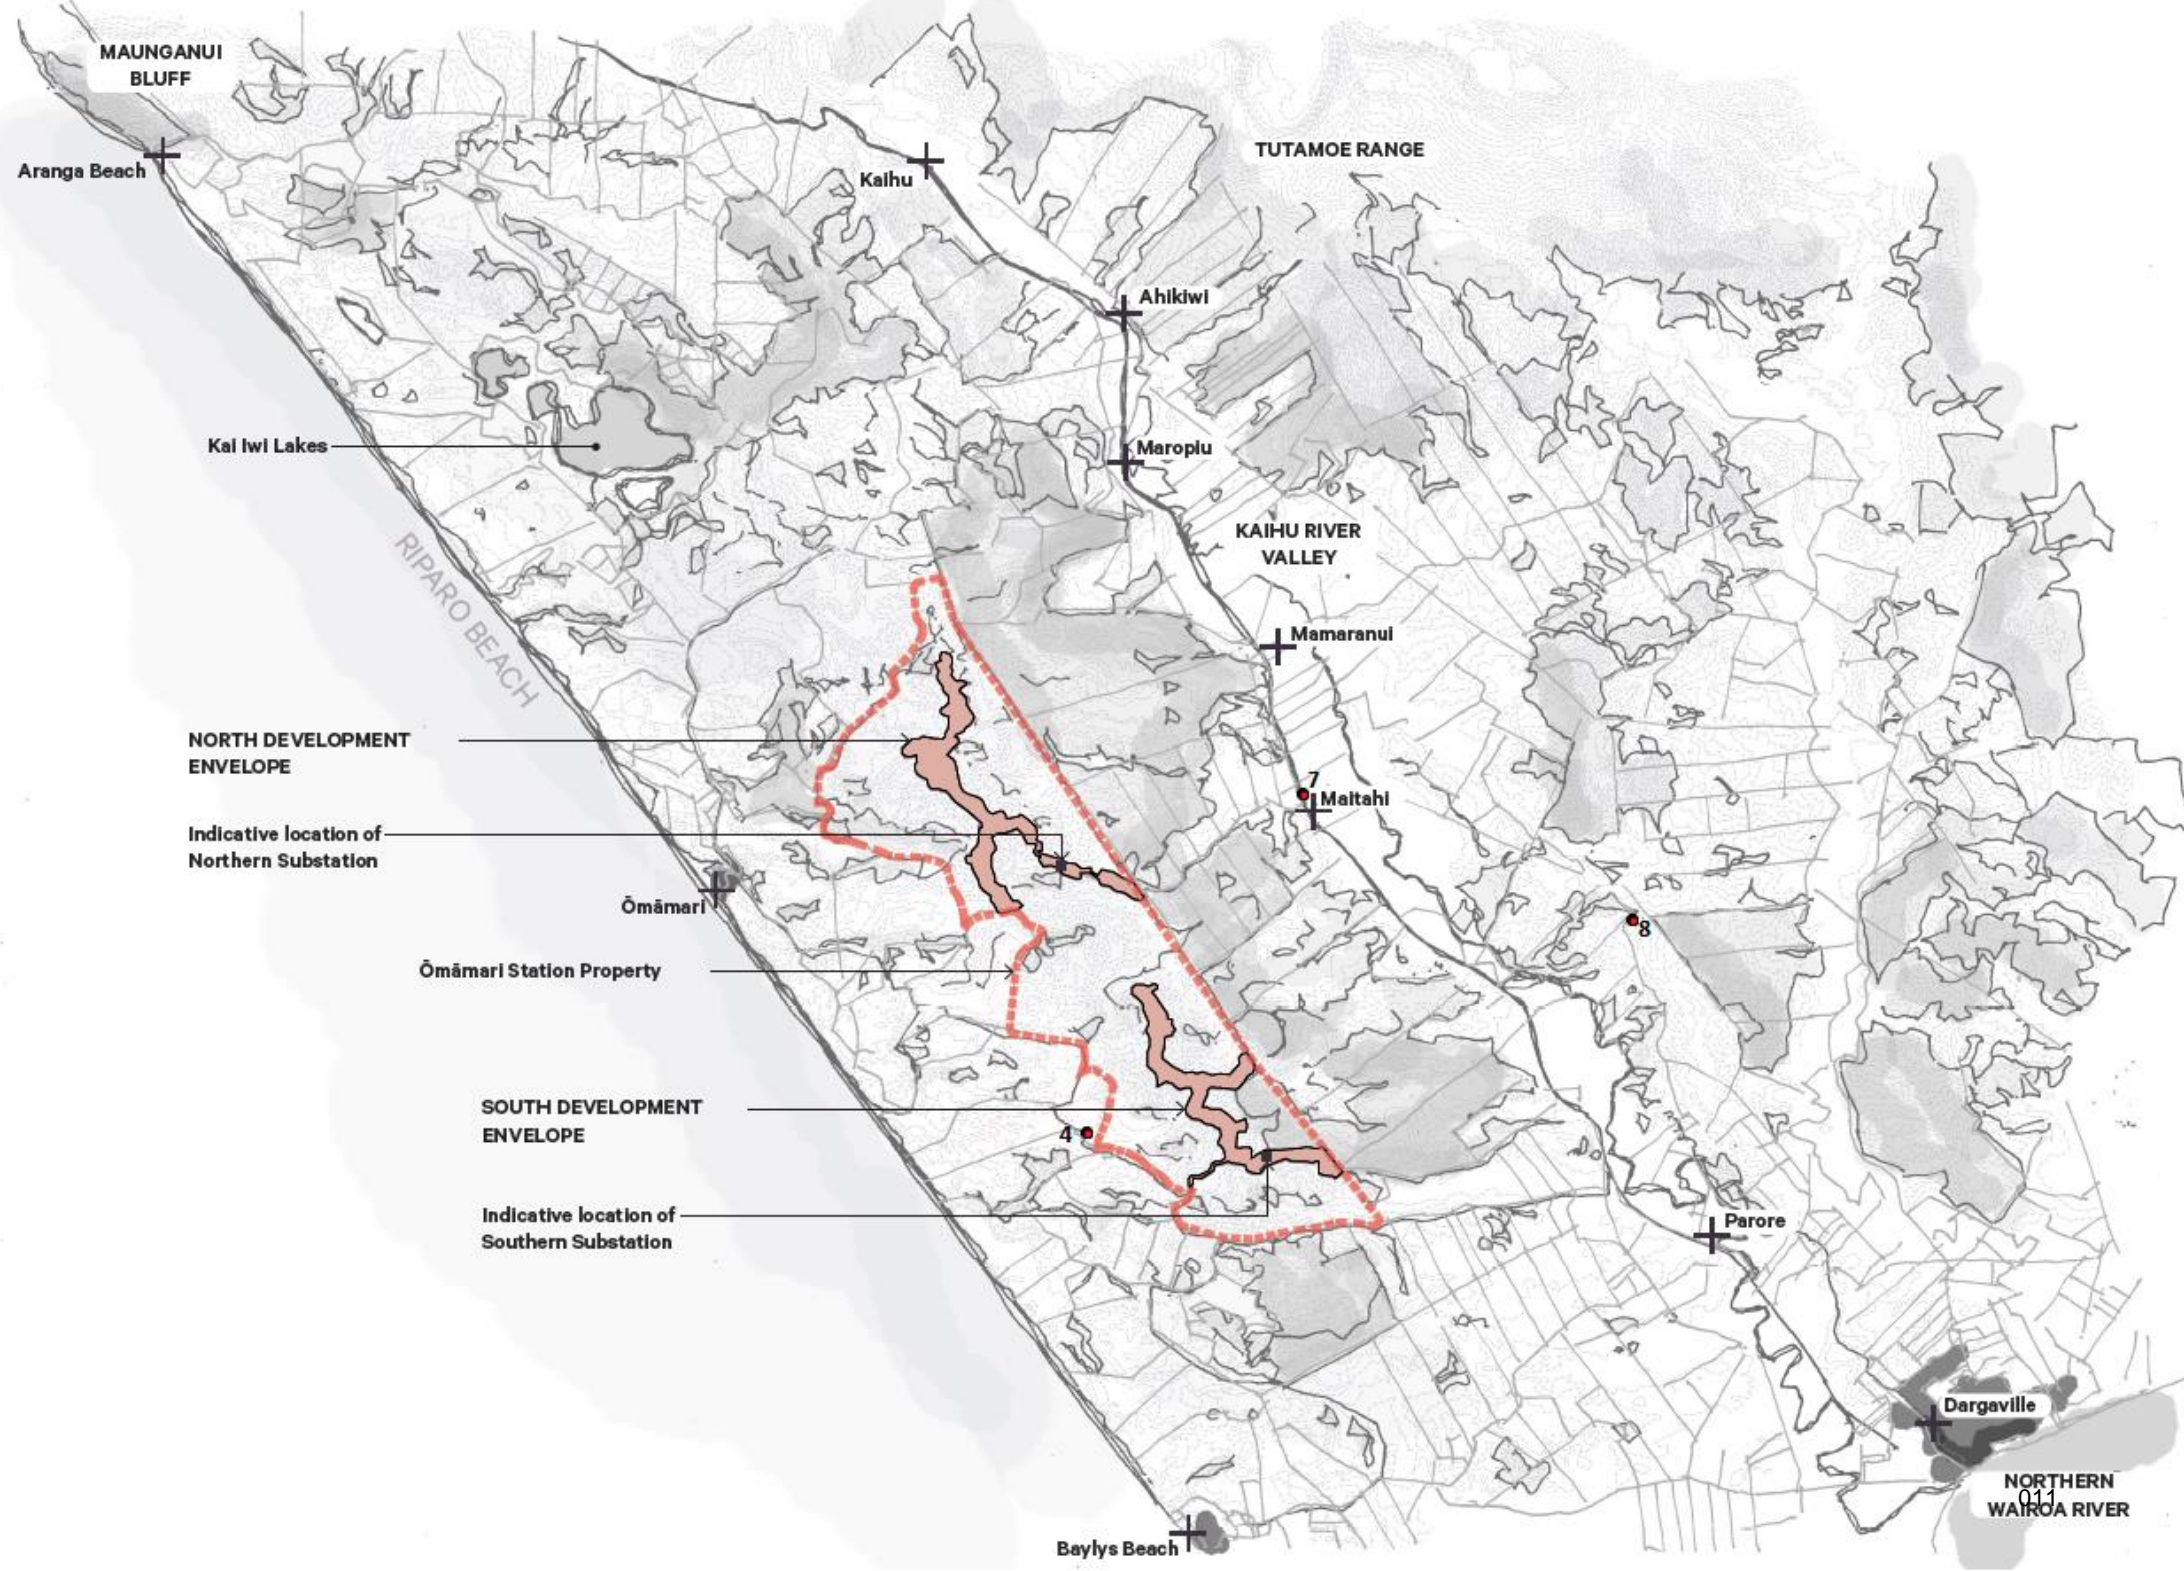 MAUNGANUI
BLUFF
Aranga Beach
Kaihu
TUTAMOE RANGE
Ahikiwi
Kai Iwi Lakes
Maropiu
KAIHU RIVER
VALLEY
RIPARO BEACH
Mamaranui
NORTH DEVELOPMENT
ENVELOPE
7
Maitahi
Indicative location of
Northern Substation
Ōmāmari
8
Ōmāmari Station Property
SOUTH DEVELOPMENT
ENVELOPE
4
Indicative location of
Southern Substation
Parore
Dargaville
NORTHERN
WAIROA RIVER
011
Baylys Beach